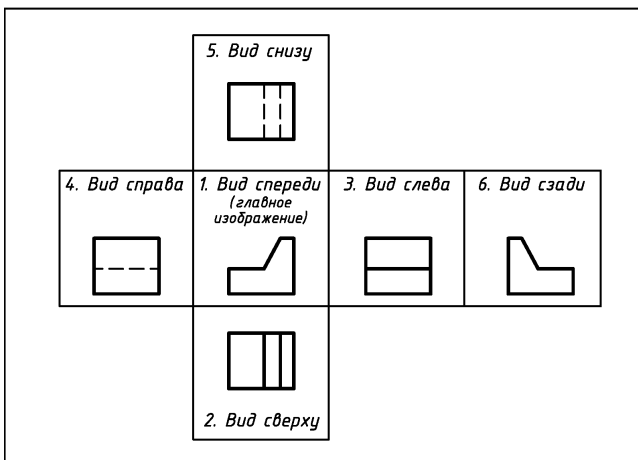 5. Вид снизу
4. Вид справа
1. Вид спереди
(главное
изображение)
3. Вид слева
6. Вид сзади
2. Вид сверху